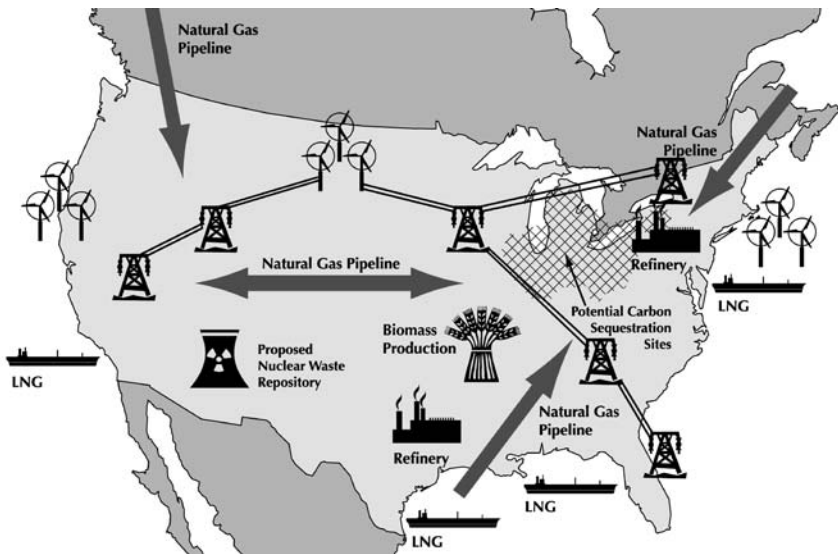 Natural Gas
Pipeline
Natural Gas
Pipeline
Natural Gas Pipeline
Refinery
LNG
Potential Carbon
Sequestration
Sites
Biomass
Production
Proposed
Nuclear Waste
Repository
LNG
Natural Gas
Pipeline
Refinery
LNG
LNG